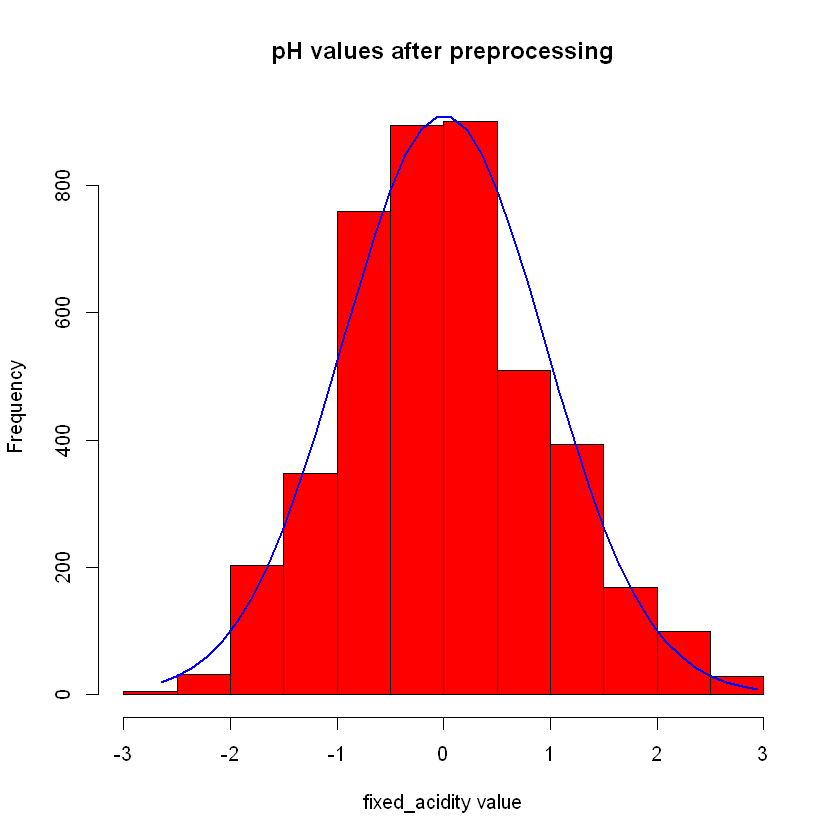 pH values after preprocessing
Frequency
800
600
400
200
0
-3 -2 -1 0 1 2 3
fixed_acidity value